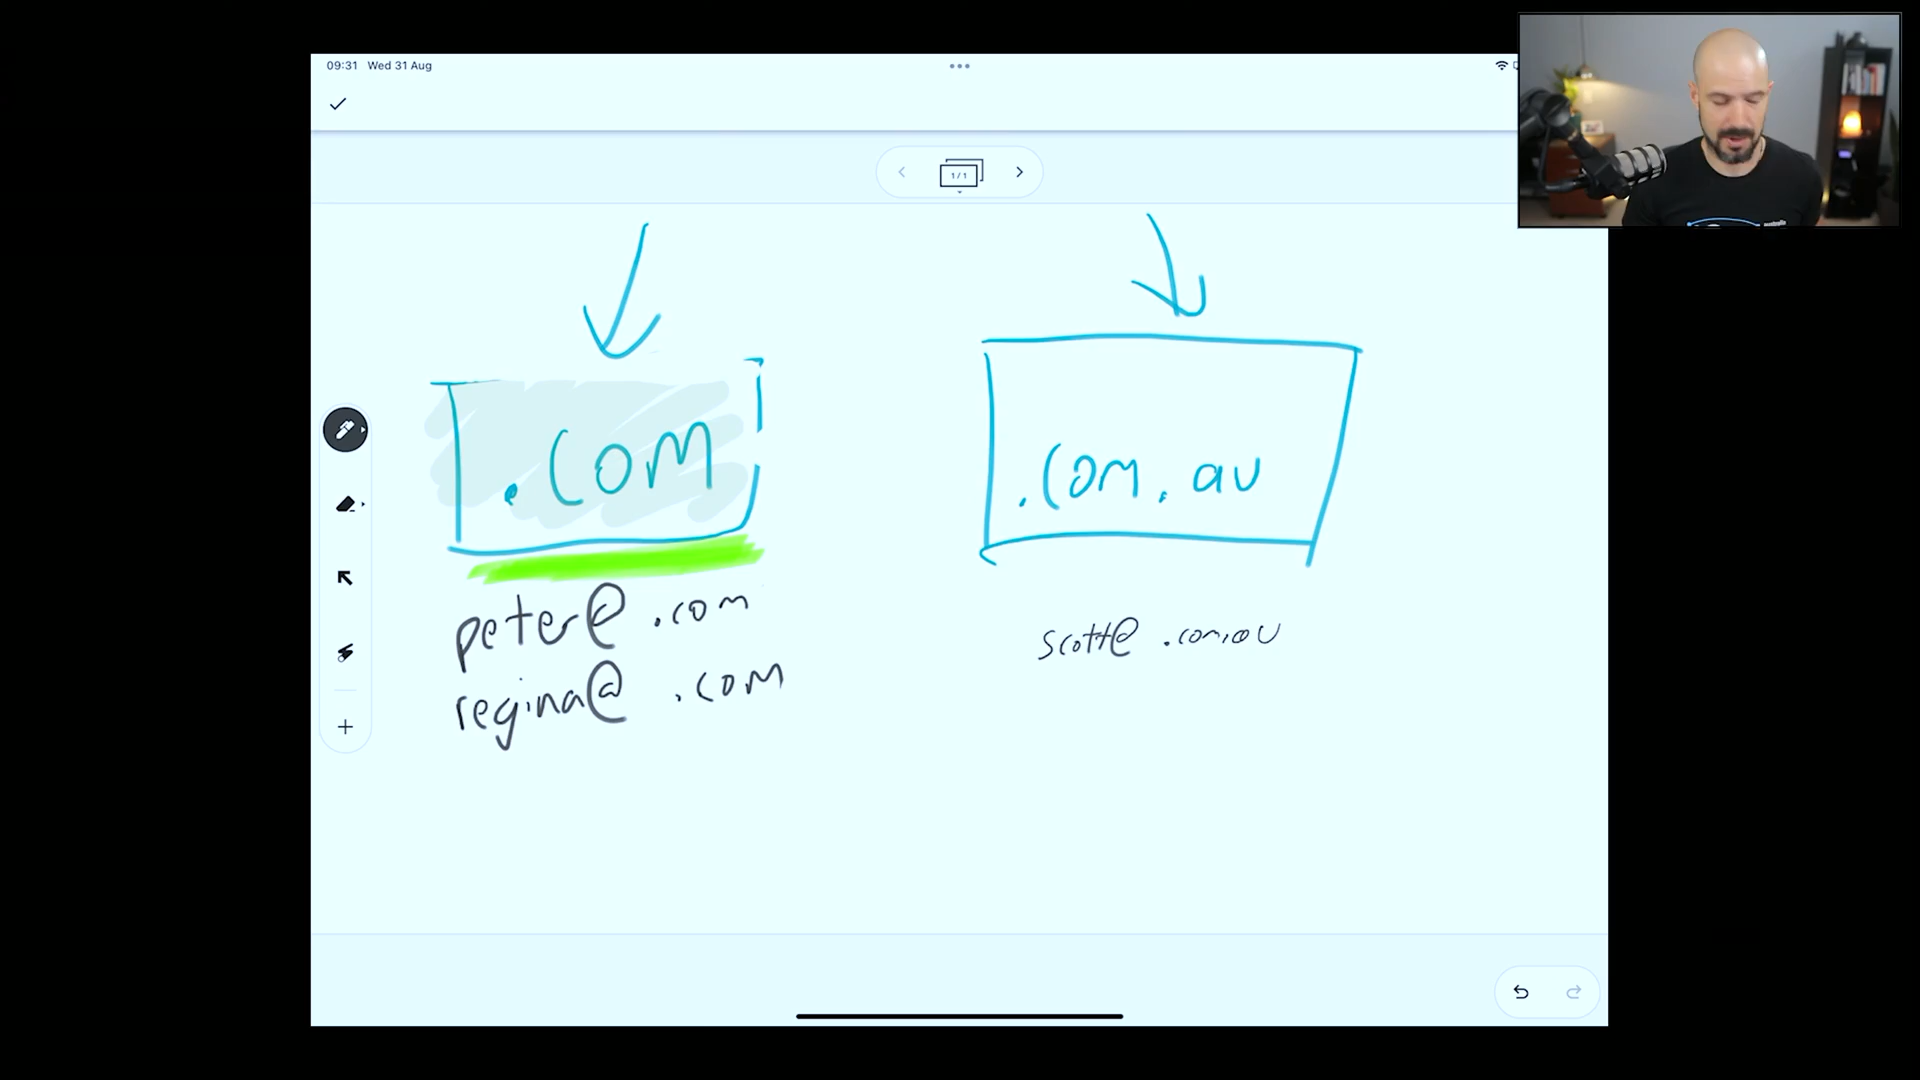 09:31 Wed 31 Aug
1/1
.com
.com.au
peter@ .com
regina@ .com
scott@ .com.au